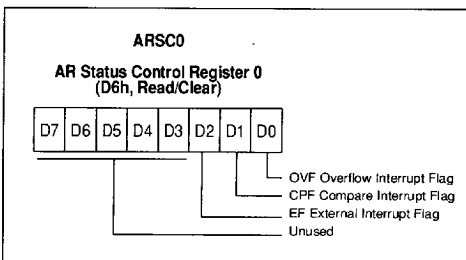 ARSC0
AR Status Control Register 0
(D6h, Read/Clear)
D7 D6 D5 D4 D3 D2 D1 D0
OVF Overflow Interrupt Flag
CPF Compare Interrupt Flag
EF External Interrupt Flag
Unused